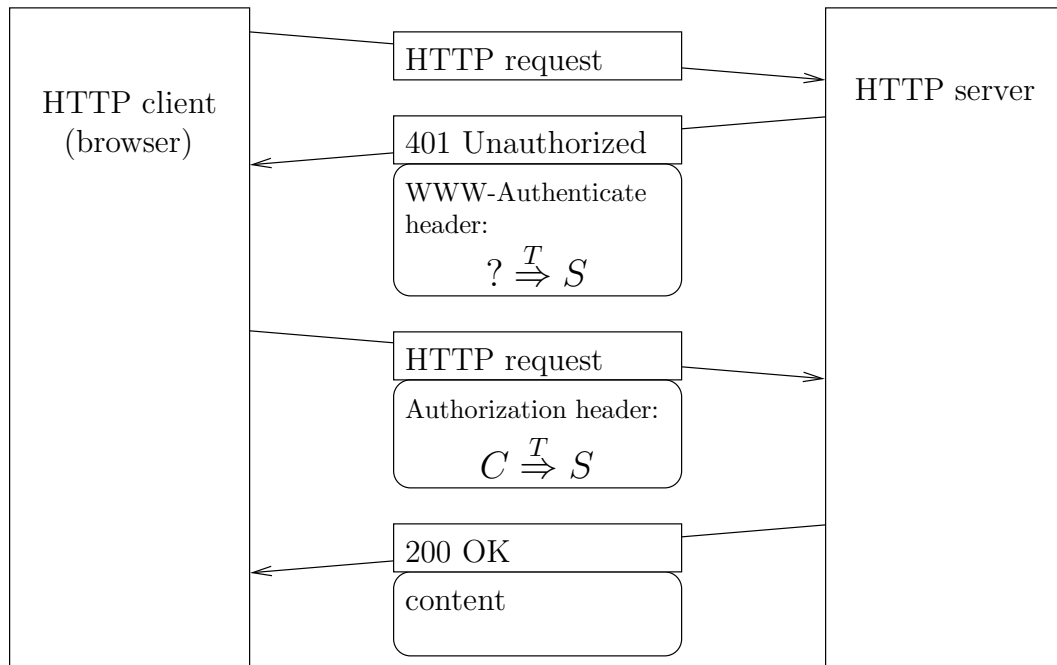 HTTP client
(browser)
HTTP server
HTTP request
401 Unauthorized
WWW-Authenticate
header:
? T⇒ S
HTTP request
Authorization header:
C T⇒ S
200 OK
content